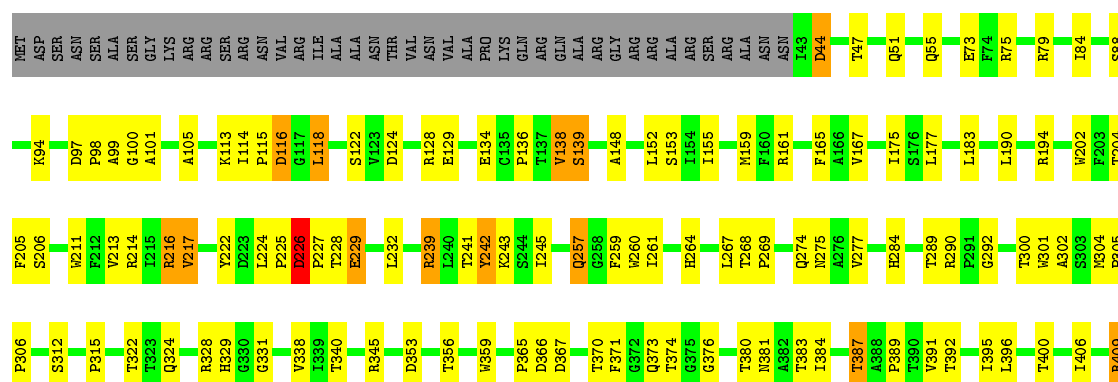 MET ASP SER ASN SER ALA SER GLY LYS ARG ARG SER ARG ASN VAL ARG ILE ALA ALA ASN THR VAL ASN VAL ALA PRO LYS GLN ARG GLN ALA ARG GLY ARG ARG ALA ARG SER ARG ALA ASN ASN I43 D44 T47 Q51 Q55 E73 F74 R75 R79 I84 S88
K94 D97 P98 A99 G100 A101 A105 K113 I114 P115 D116 G117 L118 S122 V123 D124 R128 E129 E134 C135 P136 T137 V138 S139 A148 L152 S153 I154 I155 M159 F160 R161 F165 A166 V167 I175 S176 L177 L183 L190 R194 W202 F203 T204
F205 S206 W211 F212 V213 R214 I215 R216 V217 Y222 D223 L224 P225 D226 P227 T228 E229 L232 R239 L240 T241 Y242 K243 S244 I245 Q257 G258 F259 W260 I261 H264 L267 T268 P269 Q274 N275 A276 V277 H284 T289 R290 P291 G292 T300 W301 A302 S303 M304 P305
P306 S312 P315 T322 T323 Q324 R328 H329 G330 G331 V338 I339 T340 R345 D353 T356 W359 P365 D366 D367 T370 F371 G372 Q373 T374 G375 G376 T380 N381 A382 T383 I384 T387 A388 P389 T390 V391 T392 I395 L396 T400 I406